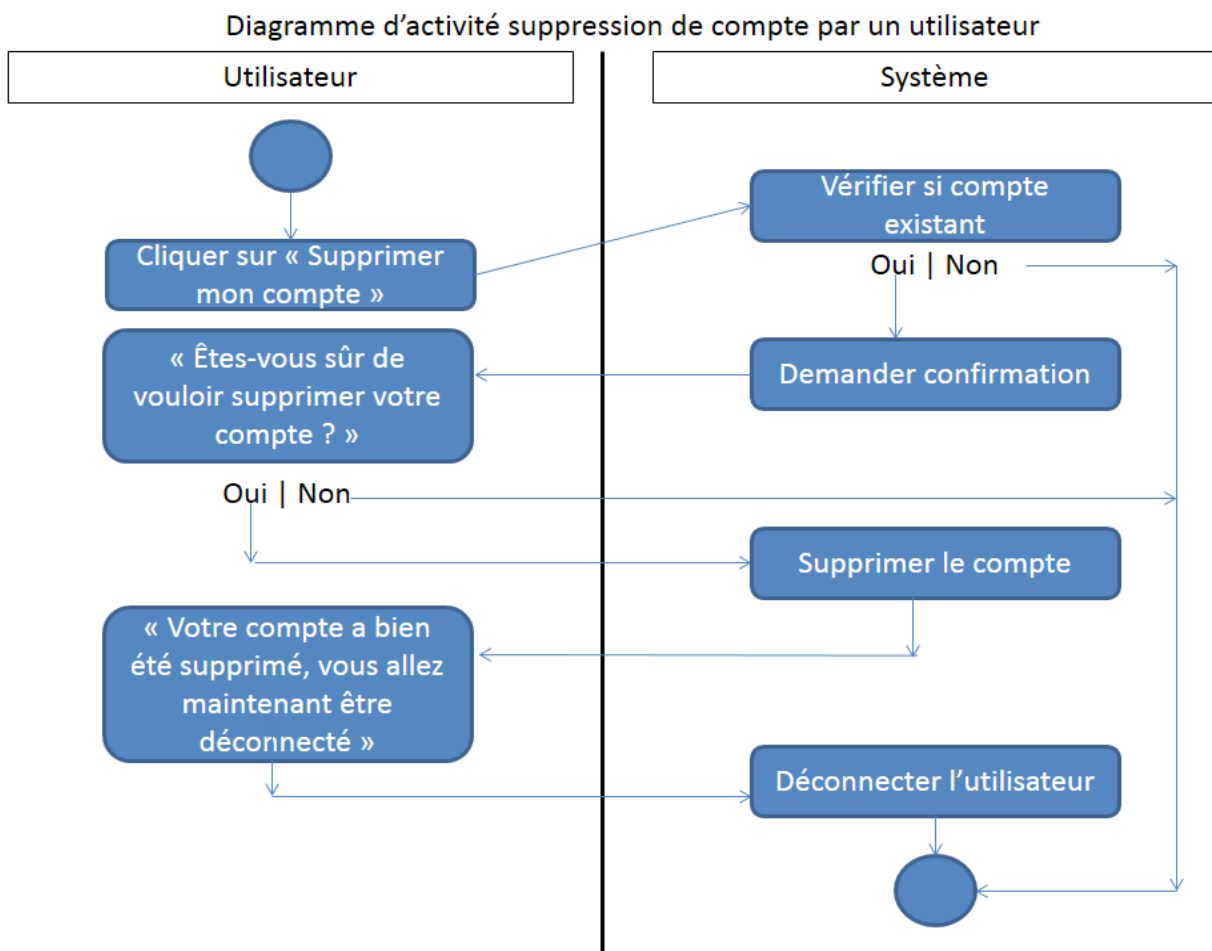 Diagramme d’activité suppression de compte par un utilisateur
Utilisateur
Système
Vérifier si compte
existant
Cliquer sur « Supprimer
mon compte »
Oui | Non
« Êtes-vous sûr de
vouloir supprimer votre
compte ? »
Demander confirmation
Oui | Non
Supprimer le compte
« Votre compte a bien
été supprimé, vous allez
maintenant être
déconnecté »
Déconnecter l’utilisateur